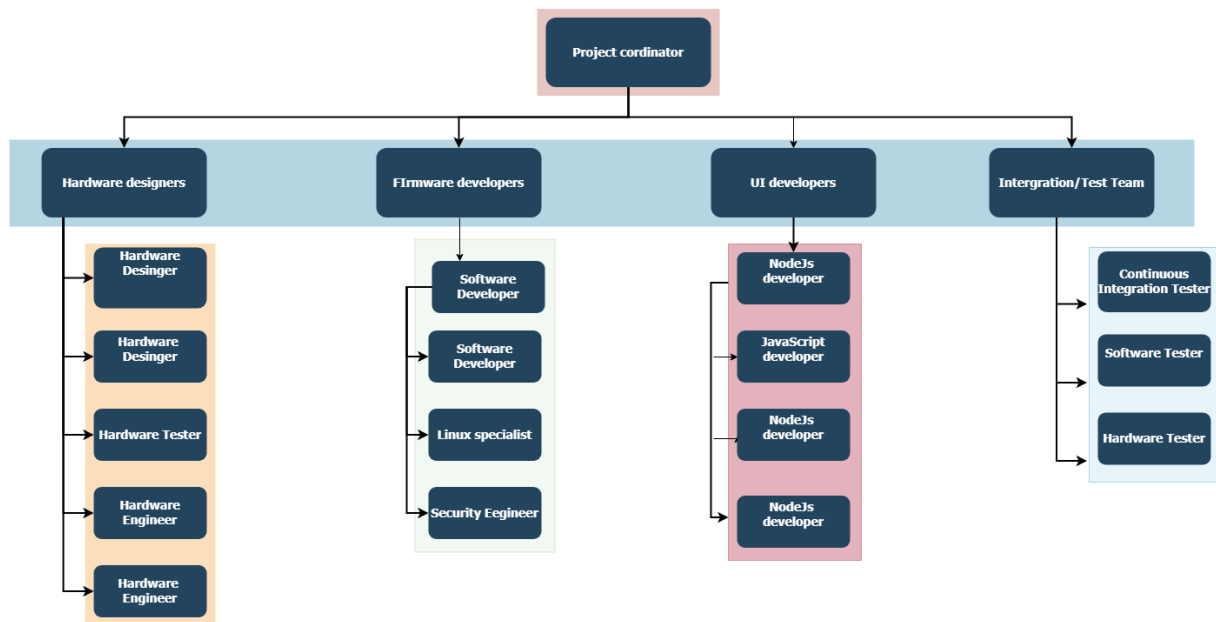 Project cordinator
Hardware designers
FIrmware developers
UI developers
Intergration/Test Team
Hardware
Desinger
Hardware
Desinger
Hardware Tester
Hardware
Engineer
Hardware
Engineer
Software
Developer
Software
Developer
Linux specialist
Security Eegineer
NodeJs
developer
JavaScript
developer
NodeJs
developer
NodeJs
developer
Continuous
Integration Tester
Software Tester
Hardware Tester